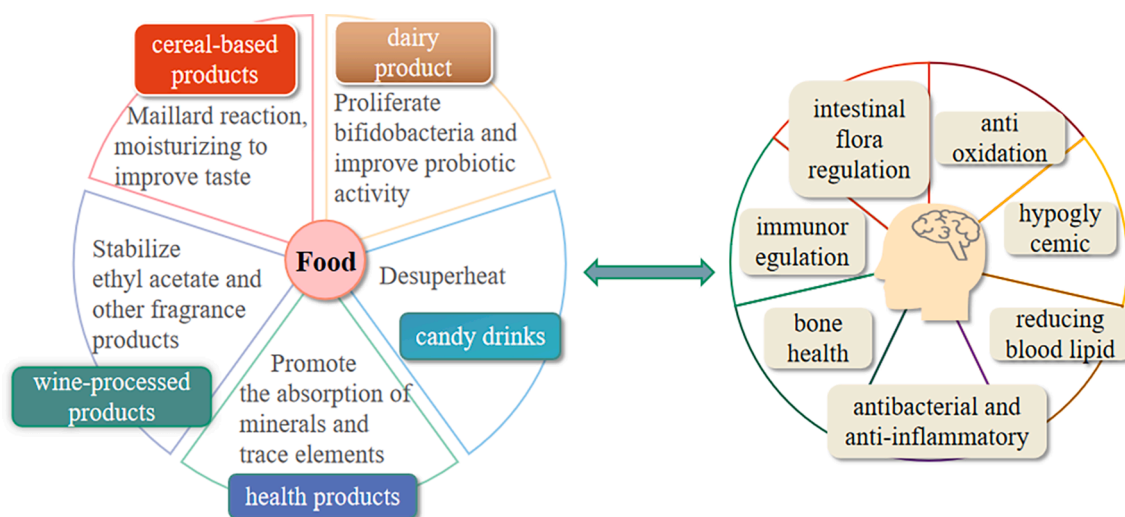 cereal-based
products
Maillard reaction,
moisturizing to
improve taste
dairy
product
Proliferate
bifidobacteria and
improve probiotic
activity
Stabilize
ethyl acetate and
other fragrance
products
wine-processed
products
Food
Desuperheat
candy drinks
Promote
the absorption of
minerals and
trace elements
health products
intestinal
flora
regulation
anti
oxidation
immunor
egulation
hypogly
cemic
bone
health
reducing
blood lipid
antibacterial and
anti-inflammatory